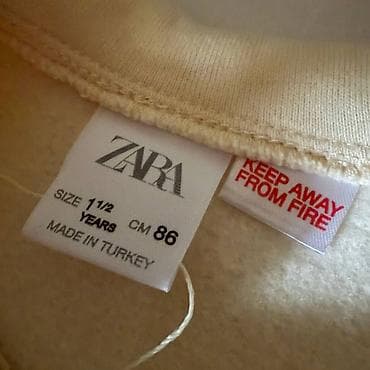 ZARA
SIZE 1 1/2 CM 86
YEARS
MADE IN TURKEY
KEEP AWAY
FROM FIRE